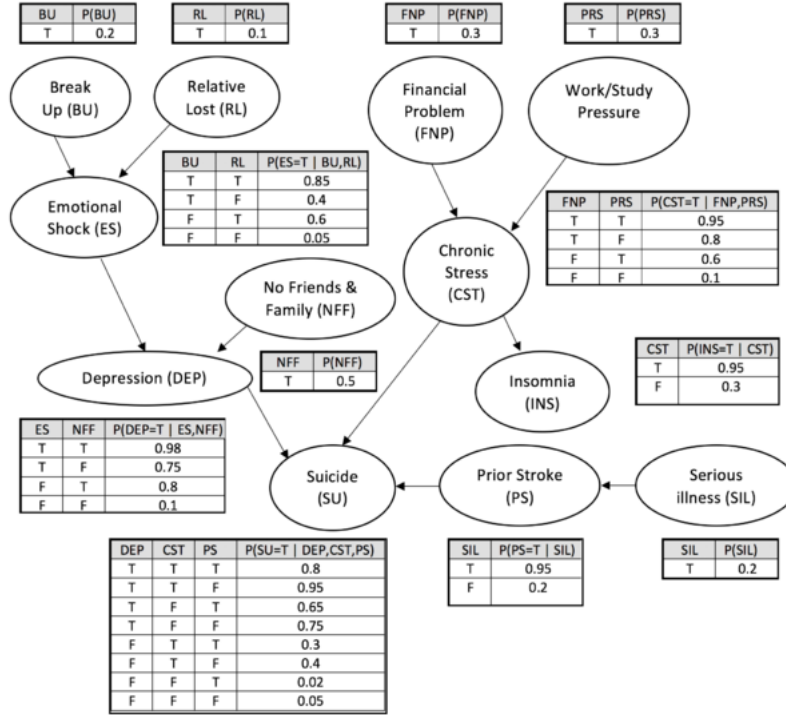 BU P(BU)
T 0.2
RL P(RL)
T 0.1
FNP P(FNP)
T 0.3
PRS P(PRS)
T 0.3
Break
Up (BU)
Relative
Lost (RL)
Financial
Problem
(FNP)
Work/Study
Pressure
BU RL P(ES=T | BU,RL)
T T 0.85
T F 0.4
F T 0.6
F F 0.05
Emotional
Shock (ES)
FNP PRS P(CST=T | FNP,PRS)
T T 0.95
T F 0.8
F T 0.6
F F 0.1
Chronic
Stress
(CST)
No Friends &
Family (NFF)
NFF P(NFF)
T 0.5
Depression (DEP)
Insomnia
(INS)
CST P(INS=T | CST)
T 0.95
F 0.3
ES NFF P(DEP=T | ES,NFF)
T T 0.98
T F 0.75
F T 0.8
F F 0.1
Suicide
(SU)
Prior Stroke
(PS)
Serious
illness (SIL)
DEP CST PS P(SU=T | DEP,CST,PS)
T T T 0.8
T T F 0.95
T F T 0.65
T F F 0.75
F T T 0.3
F T F 0.4
F F T 0.02
F F F 0.05
SIL P(PS=T | SIL)
T 0.95
F 0.2
SIL P(SIL)
T 0.2